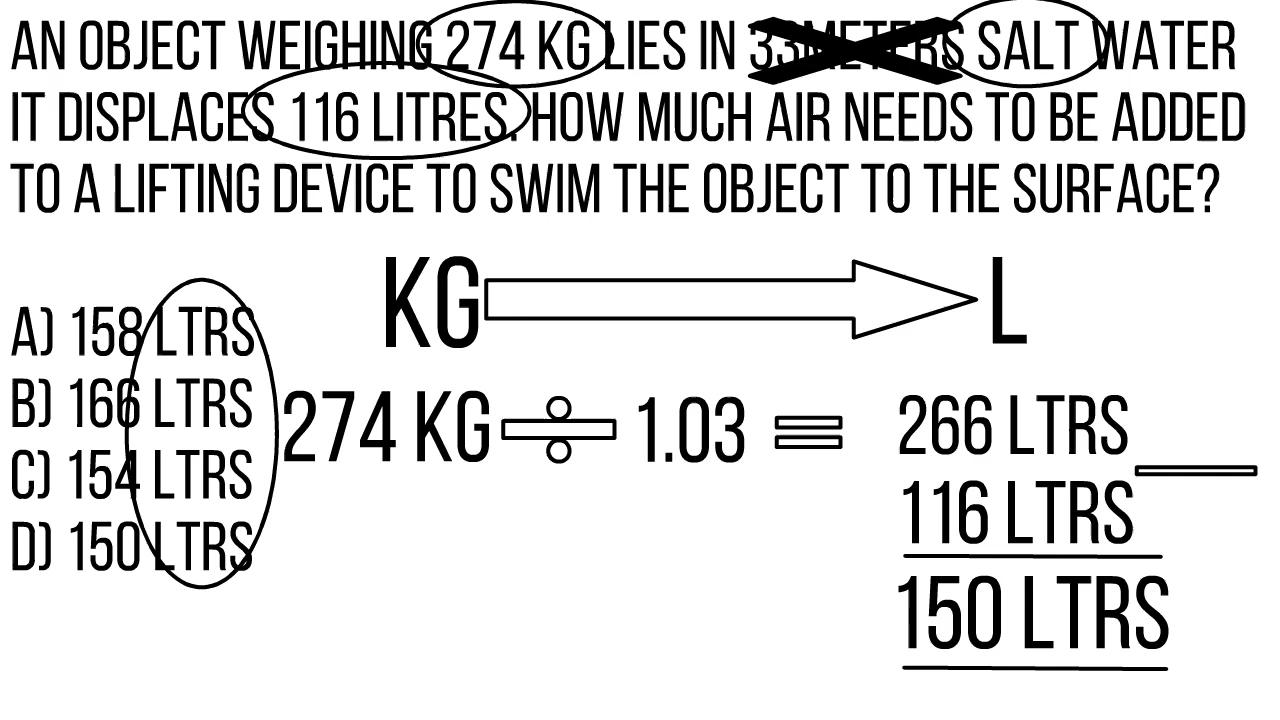 AN OBJECT WEIGHING 274 KG LIES IN 33METERS SALT WATER
IT DISPLACES 116 LITRES. HOW MUCH AIR NEEDS TO BE ADDED
TO A LIFTING DEVICE TO SWIM THE OBJECT TO THE SURFACE?
KG L
A) 158 LTRS
B) 166 LTRS
C) 154 LTRS
D) 150 LTRS
274 KG ÷ 1.03 = 266 LTRS
116 LTRS
150 LTRS